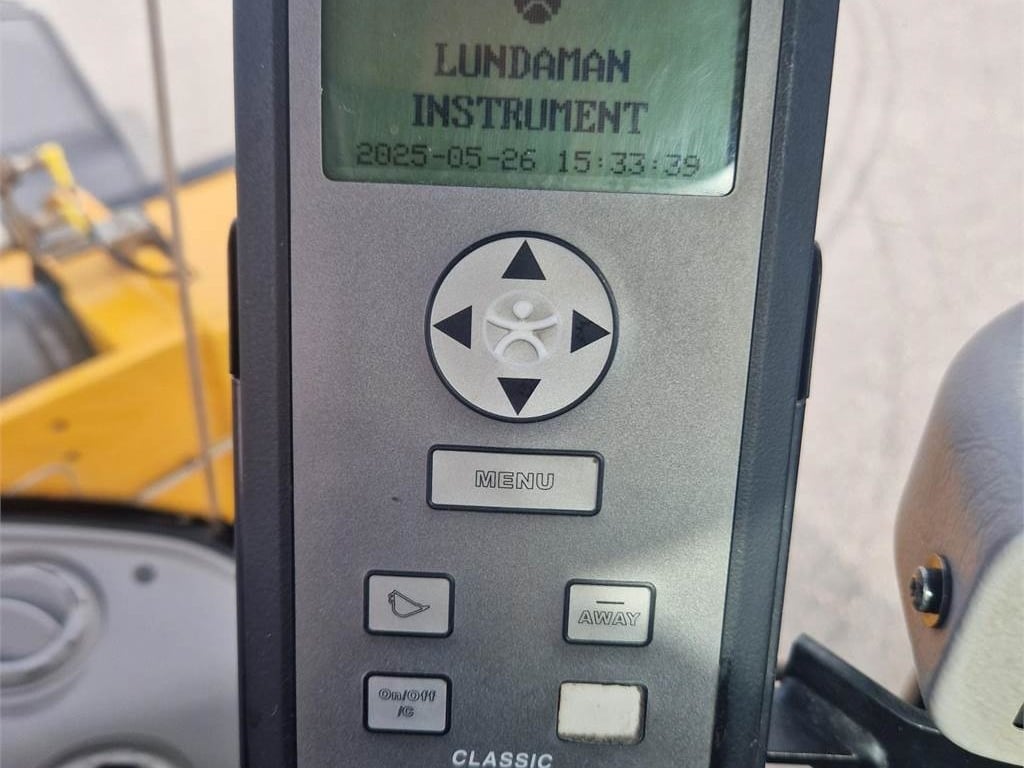 LUNDAMAN
INSTRUMENT
2025-05-26 15:33:39
MENU
AWAY
On/Off
/C
CLASSIC